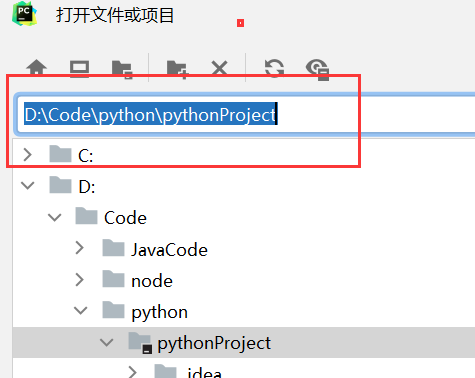 PC
打开文件或项目
D:\Code\python\pythonProject
C:
D:
Code
JavaCode
node
python
pythonProject
.idea